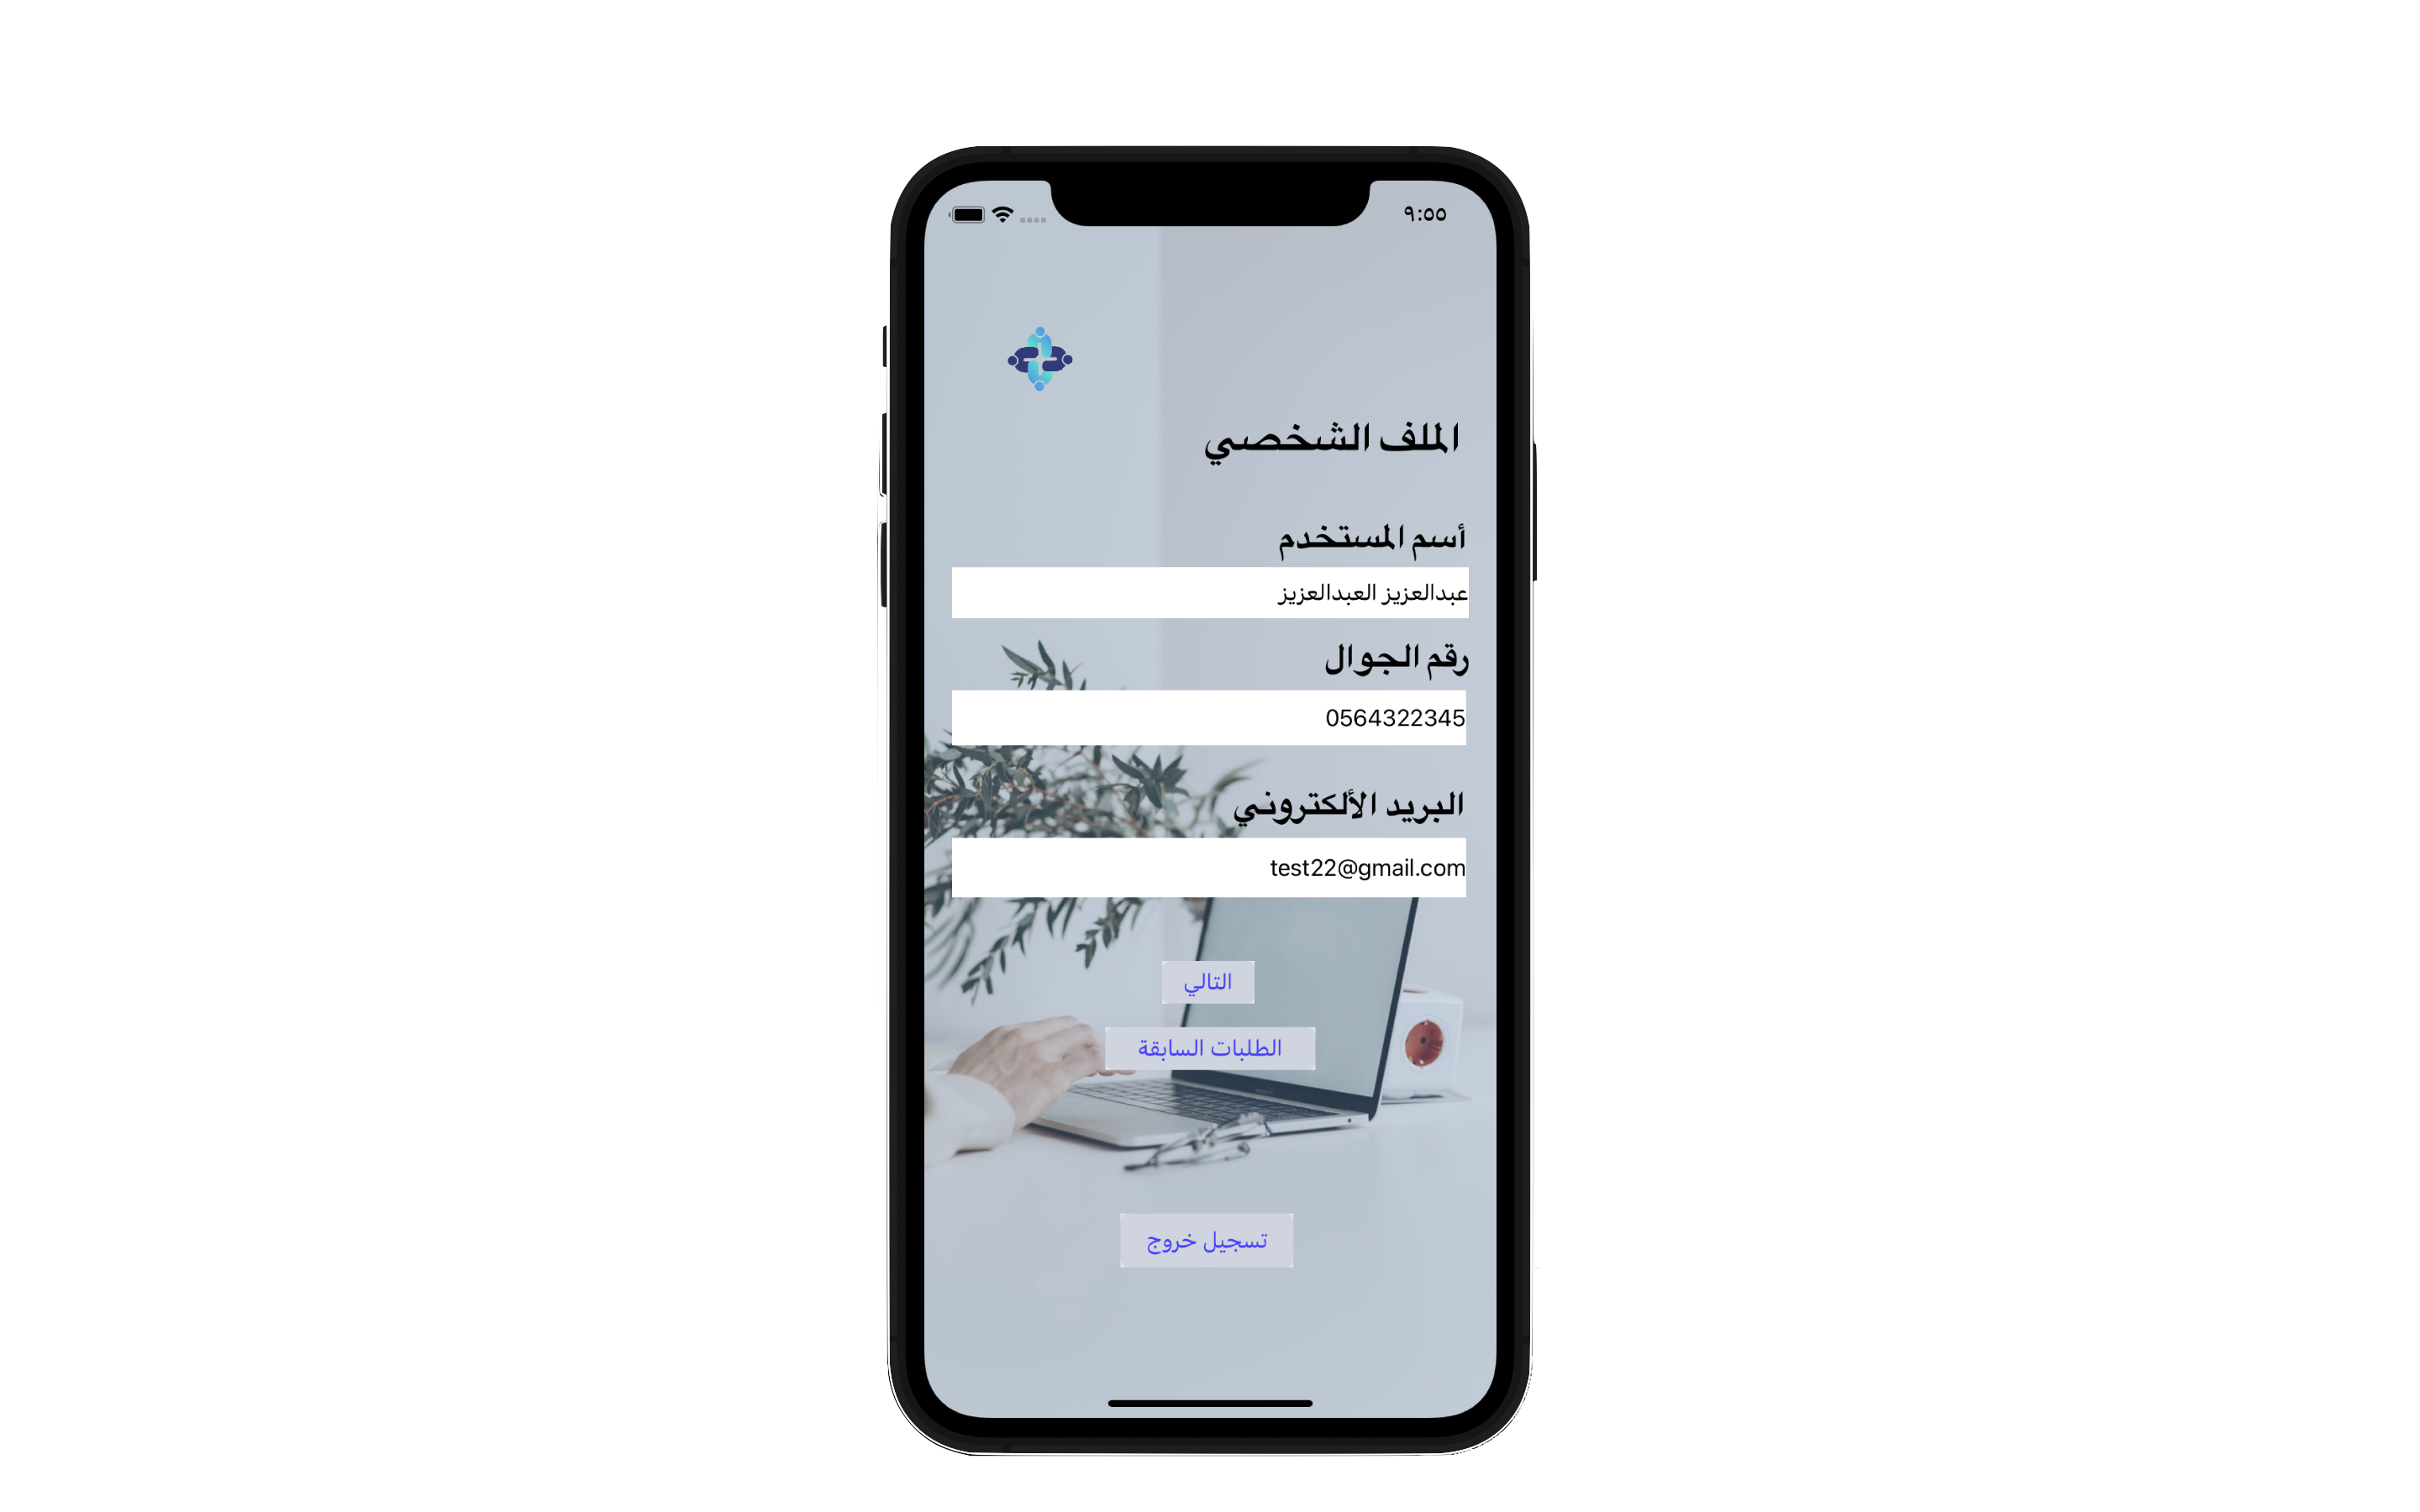 ٩:٥٥
الملف الشخصي
أسم المستخدم
عبدالعزيز العبدالعزيز
رقم الجوال
0564322345
البريد الألكتروني
test22@gmail.com
التالي
الطلبات السابقة
تسجيل خروج